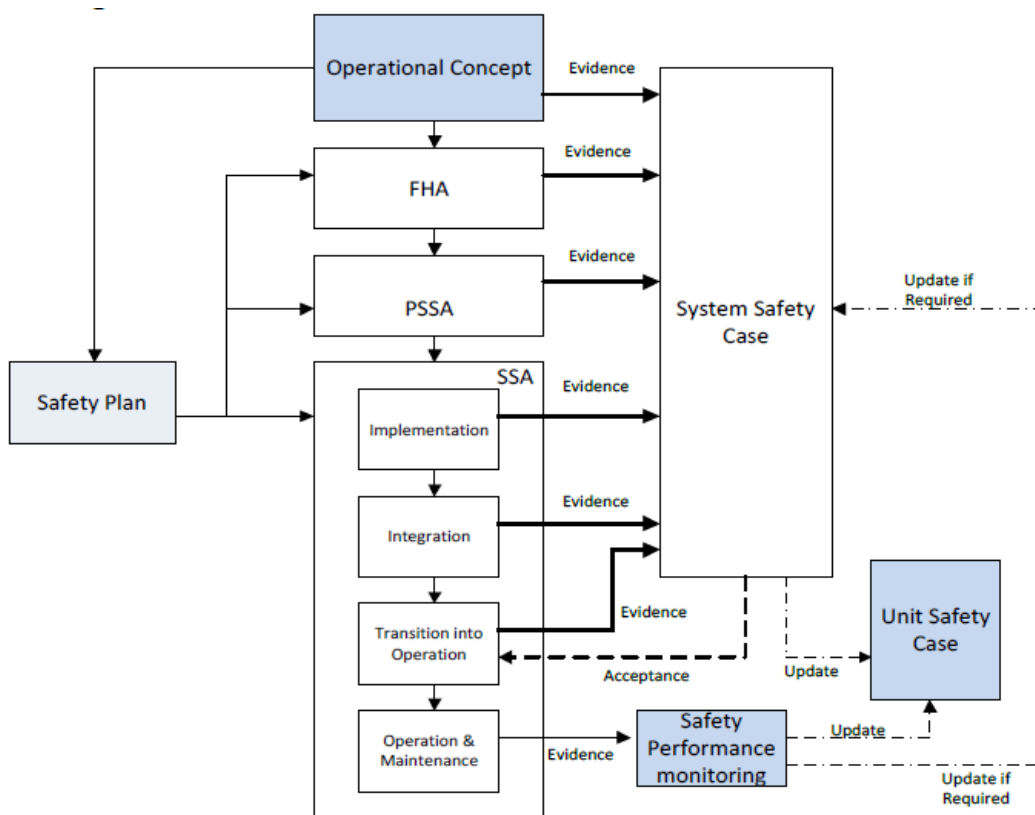 Operational Concept
Evidence
FHA
Evidence
PSSA
Evidence
System Safety
Case
Update if
Required
Safety Plan
SSA
Implementation
Evidence
Integration
Evidence
Transition into
Operation
Evidence
Acceptance
Update
Unit Safety
Case
Operation &
Maintenance
Evidence
Safety
Performance
monitoring
Update
Update if
Required